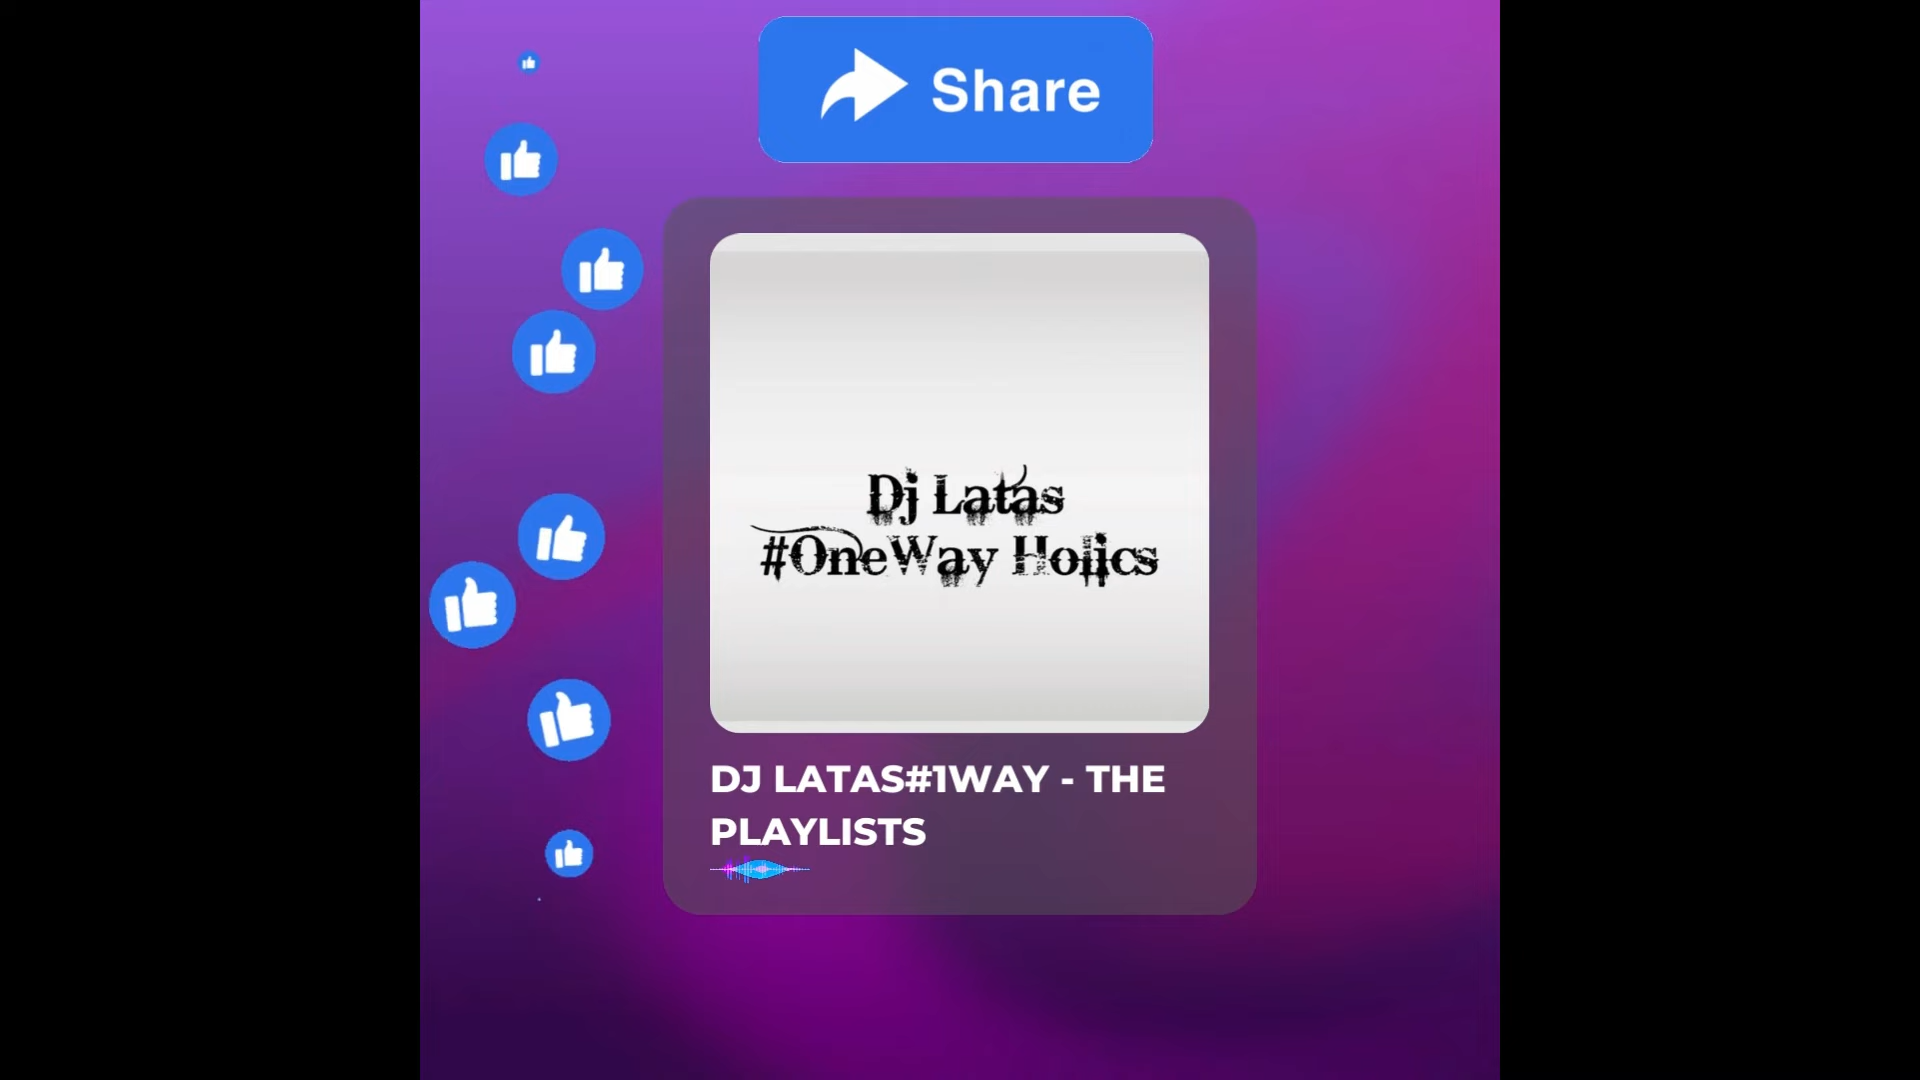 Share
Dj Latas
#OneWay Holics
DJ LATAS#1WAY - THE
PLAYLISTS